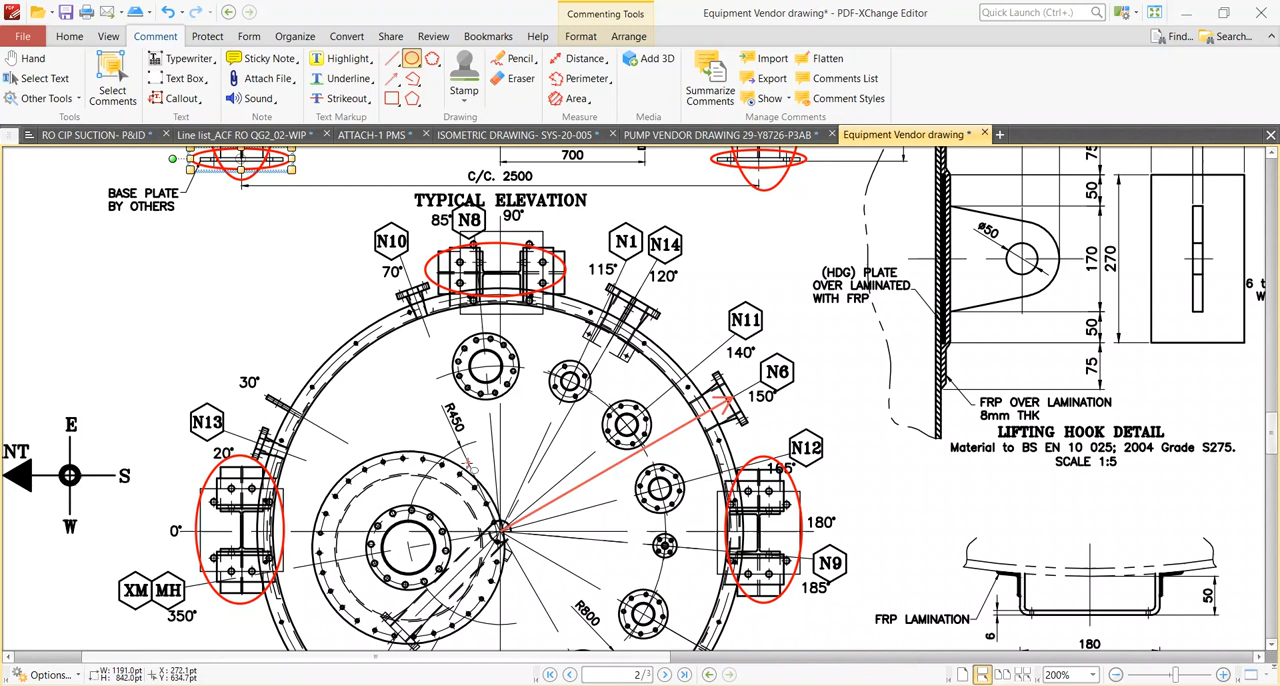 Commenting Tools
Equipment Vendor drawing* - PDF-XChange Editor
Quick Launch (Ctrl+.)
File Home View Comment Protect Form Organize Convert Share Review Bookmarks Help Format Arrange
Find... Search...
Hand
Select Text
Other Tools
Tools
Select
Comments
Typewriter
Text Box
Callout
Text
Sticky Note
Attach File
Sound
Note
Highlight
Underline
Strikeout
Text Markup
Pencil
Eraser
Drawing
Stamp
Distance
Perimeter
Area
Measure
Add 3D
Media
Summarize
Comments
Import
Export
Show
Flatten
Comments List
Comment Styles
Manage Comments
RO CIP SUCTION- P&ID *
Line list_ACF RO QG2_02-WIP *
ATTACH-1 PMS *
ISOMETRIC DRAWING- SYS-20-005 *
PUMP VENDOR DRAWING 29-Y8726-P3AB *
Equipment Vendor drawing *
700
C/C. 2500
BASE PLATE
BY OTHERS
TYPICAL ELEVATION
85°
N8
90°
N10
70°
N1
115°
N14
120°
N11
140°
N6
150°
N12
165°
180°
N9
185°
30°
N13
20°
0°
XM MH
350°
R450
R800
NT
E
S
W
75
50
170
270
50
75
ø50
(HDG) PLATE
OVER LAMINATED
WITH FRP
6 t
W
FRP OVER LAMINATION
8mm THK
LIFTING HOOK DETAIL
Material to BS EN 10 025; 2004 Grade S275.
SCALE 1:5
FRP LAMINATION
50
6
180
Options...
W: 1191.0pt
H: 842.0pt
X: 272.1pt
Y: 634.7pt
2/3
200%